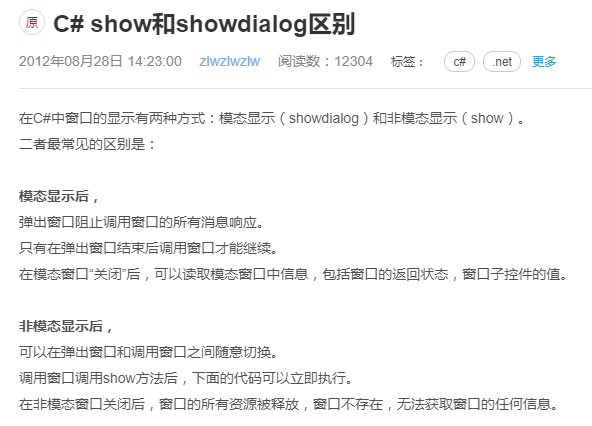 原 C# show和showdialog区别
2012年08月28日 14:23:00 zlwzlwzlw 阅读数：12304 标签： c# .net 更多
在C#中窗口的显示有两种方式：模态显示（showdialog）和非模态显示（show）。
二者最常见的区别是：
模态显示后，
弹出窗口阻止调用窗口的所有消息响应。
只有在弹出窗口结束后调用窗口才能继续。
在模态窗口“关闭”后，可以读取模态窗口中信息，包括窗口的返回状态，窗口子控件的值。
非模态显示后，
可以在弹出窗口和调用窗口之间随意切换。
调用窗口调用show方法后，下面的代码可以立即执行。
在非模态窗口关闭后，窗口的所有资源被释放，窗口不存在，无法获取窗口的任何信息。